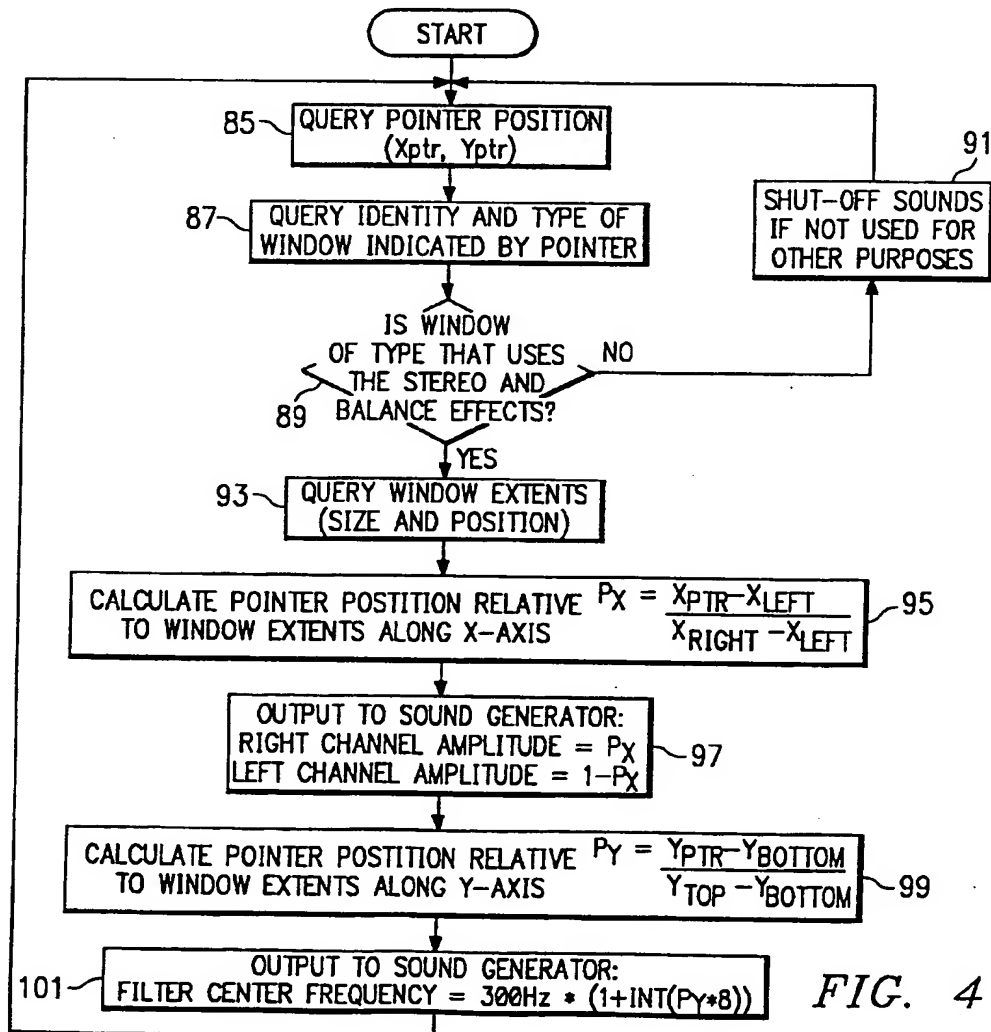 START
85
QUERY POINTER POSITION
(Xptr, Yptr)
87
QUERY IDENTITY AND TYPE OF
WINDOW INDICATED BY POINTER
91
SHUT-OFF SOUNDS
IF NOT USED FOR
OTHER PURPOSES
IS WINDOW
OF TYPE THAT USES
THE STEREO AND
BALANCE EFFECTS?
89
NO
YES
93
QUERY WINDOW EXTENTS
(SIZE AND POSITION)
CALCULATE POINTER POSTITION RELATIVE
TO WINDOW EXTENTS ALONG X-AXIS
PX = XPTR-XLEFT
XRIGHT -XLEFT
95
OUTPUT TO SOUND GENERATOR:
RIGHT CHANNEL AMPLITUDE = PX
LEFT CHANNEL AMPLITUDE = 1-PX
97
CALCULATE POINTER POSTITION RELATIVE
TO WINDOW EXTENTS ALONG Y-AXIS
PY = YPTR-YBOTTOM
YTOP -YBOTTOM
99
101
OUTPUT TO SOUND GENERATOR:
FILTER CENTER FREQUENCY = 300Hz * (1+INT(PY*8))
FIG. 4